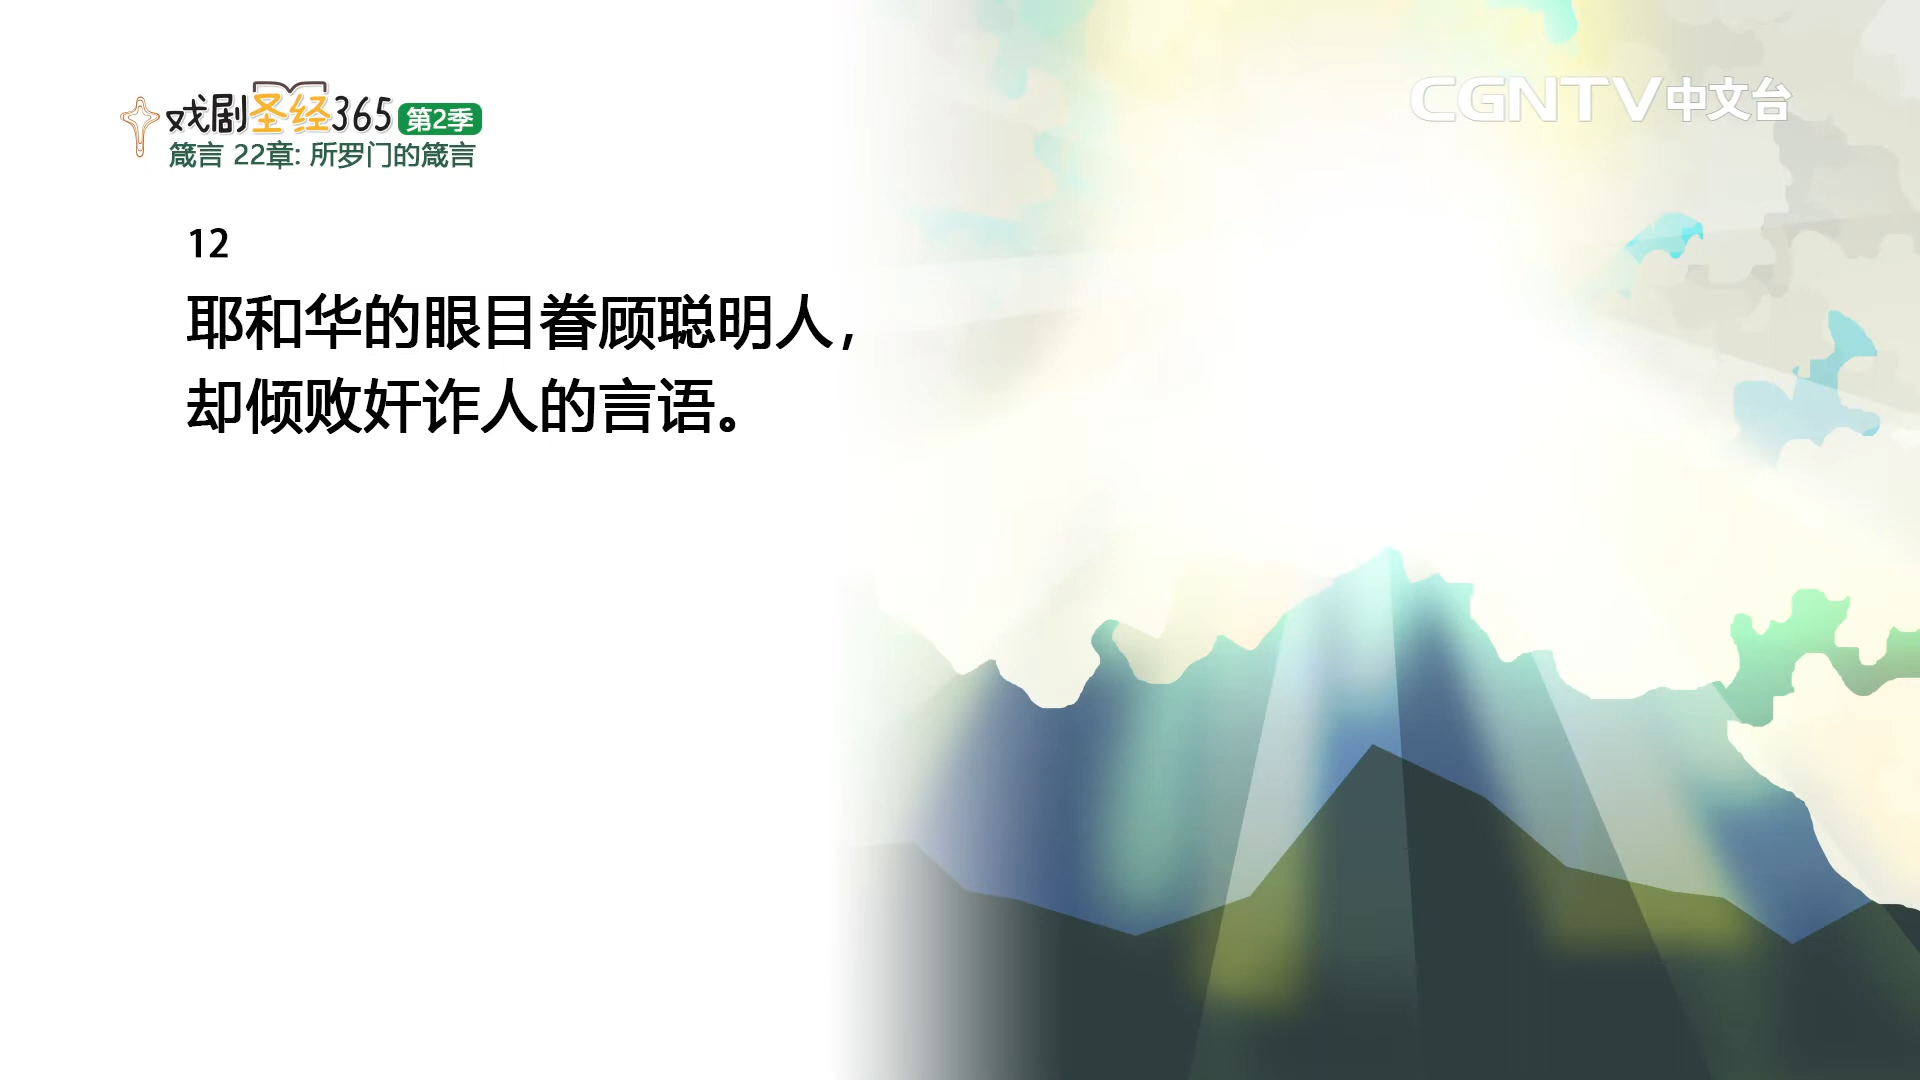 戏剧圣经365 第2季
箴言 22章: 所罗门的箴言
CGNTV中文台
12
耶和华的眼目眷顾聪明人，
却倾败奸诈人的言语。